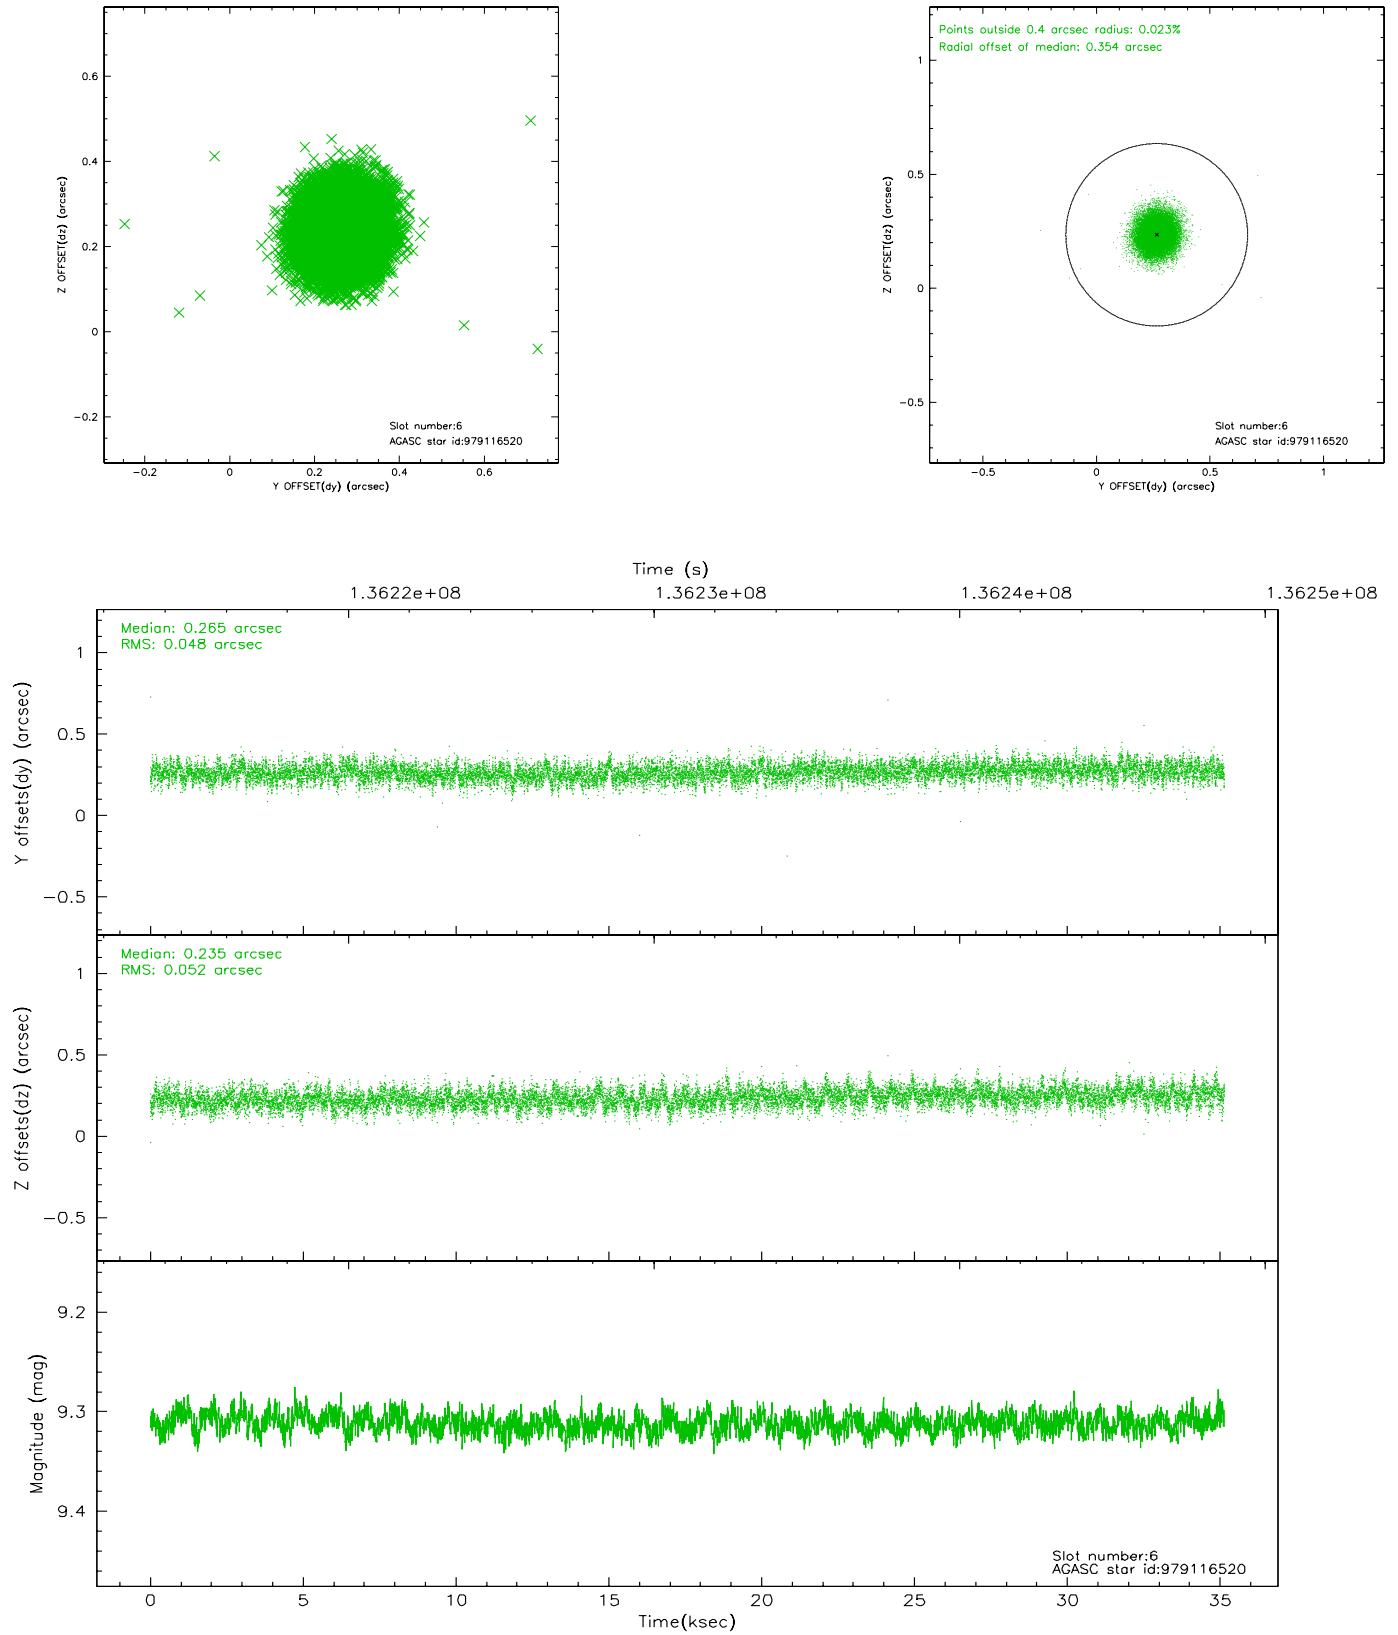 0.6
0.4
0.2
0
−0.2
Z OFFSET(dz) (arcsec)
Slot number:6
AGASC star id:979116520
−0.2 0 0.2 0.4 0.6
Y OFFSET(dy) (arcsec)
Points outside 0.4 arcsec radius: 0.023%
Radial offset of median: 0.354 arcsec
1
0.5
0
−0.5
Z OFFSET(dz) (arcsec)
Slot number:6
AGASC star id:979116520
−0.5 0 0.5 1
Y OFFSET(dy) (arcsec)
Time (s)
1.3622e+08 1.3623e+08 1.3624e+08 1.3625e+08
Median: 0.265 arcsec
RMS: 0.048 arcsec
1
0.5
0
−0.5
Y offsets(dy) (arcsec)
Median: 0.235 arcsec
RMS: 0.052 arcsec
1
0.5
0
−0.5
Z offsets(dz) (arcsec)
9.2
9.3
9.4
Magnitude (mag)
Slot number:6
AGASC star id:979116520
0 5 10 15 20 25 30 35
Time(ksec)